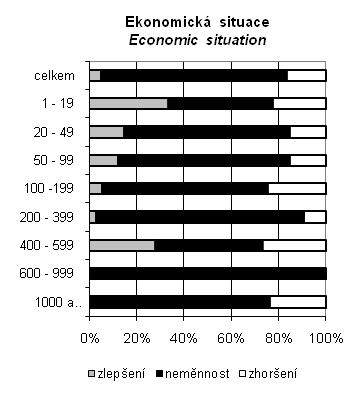 Ekonomická situace
Economic situation
celkem
1 - 19
20 - 49
50 - 99
100 -199
200 - 399
400 - 599
600 - 999
1000 a..
0% 20% 40% 60% 80% 100%
zlepšení neměnnost zhoršení